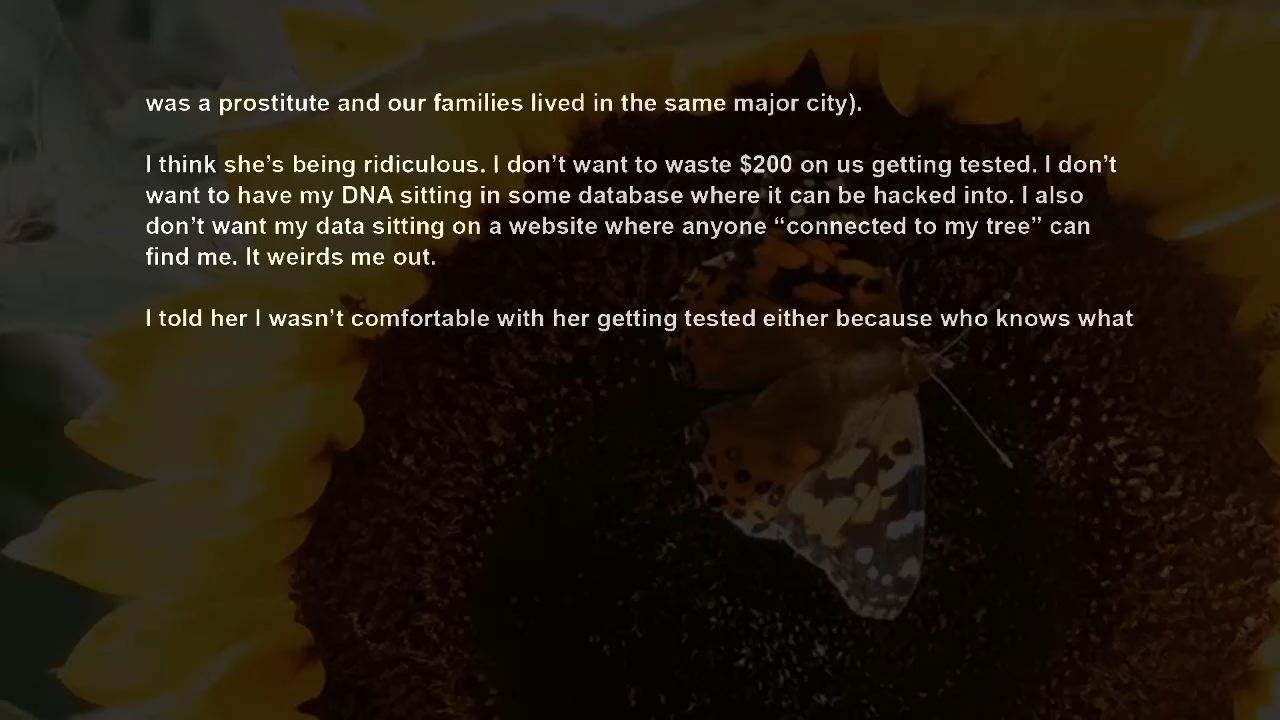 was a prostitute and our families lived in the same major city).
I think she’s being ridiculous. I don’t want to waste $200 on us getting tested. I don’t
want to have my DNA sitting in some database where it can be hacked into. I also
don’t want my data sitting on a website where anyone “connected to my tree” can
find me. It weirds me out.
I told her I wasn’t comfortable with her getting tested either because who knows what